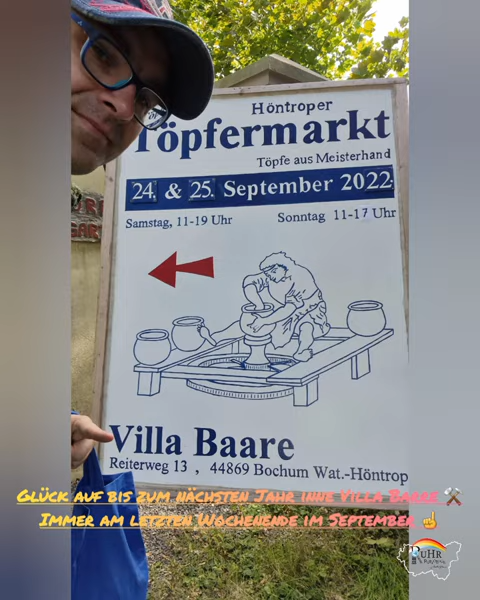 Höntroper
Töpfermarkt
Töpfe aus Meisterhand
24. & 25. September 2022
Samstag, 11-19 Uhr Sonntag 11-17 Uhr
Villa Baare
Reiterweg 13 , 44869 Bochum Wat.-Höntrop
Glück auf bis zum nächsten Jahr inne Villa Barre ⚒️
Immer am letzten Wochenende im September ☝️